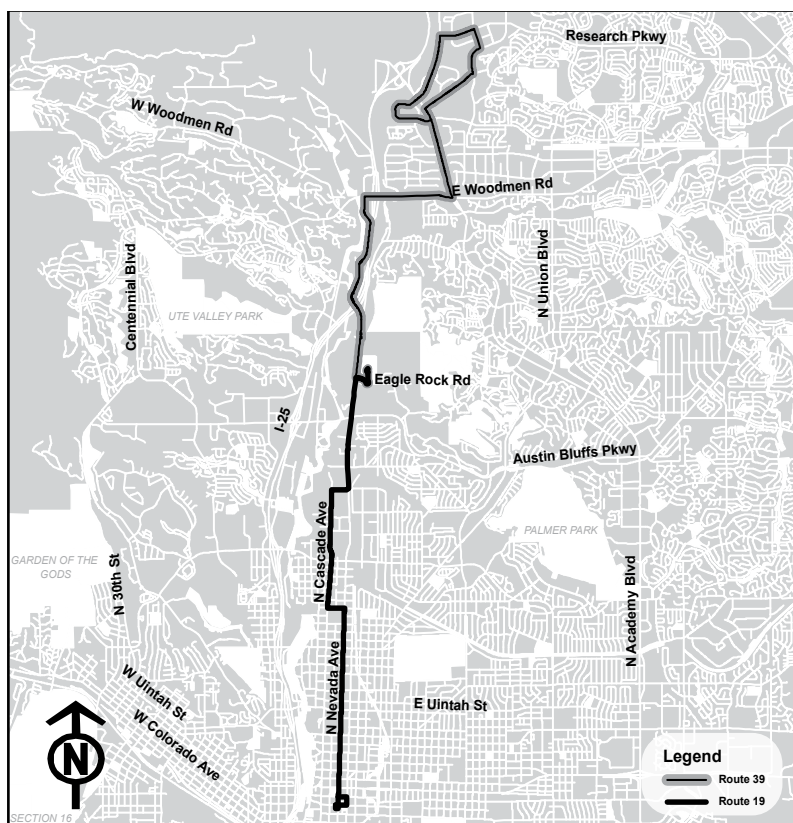 Research Pkwy
W Woodmen Rd
E Woodmen Rd
Centennial Blvd
N Union Blvd
UTE VALLEY PARK
Eagle Rock Rd
I-25
Austin Bluffs Pkwy
N Cascade Ave
PALMER PARK
GARDEN OF THE
GODS
N 30th St
N Academy Blvd
N Nevada Ave
W Uintah St
E Uintah St
W Colorado Ave
N
Legend
Route 39
Route 19
SECTION 16